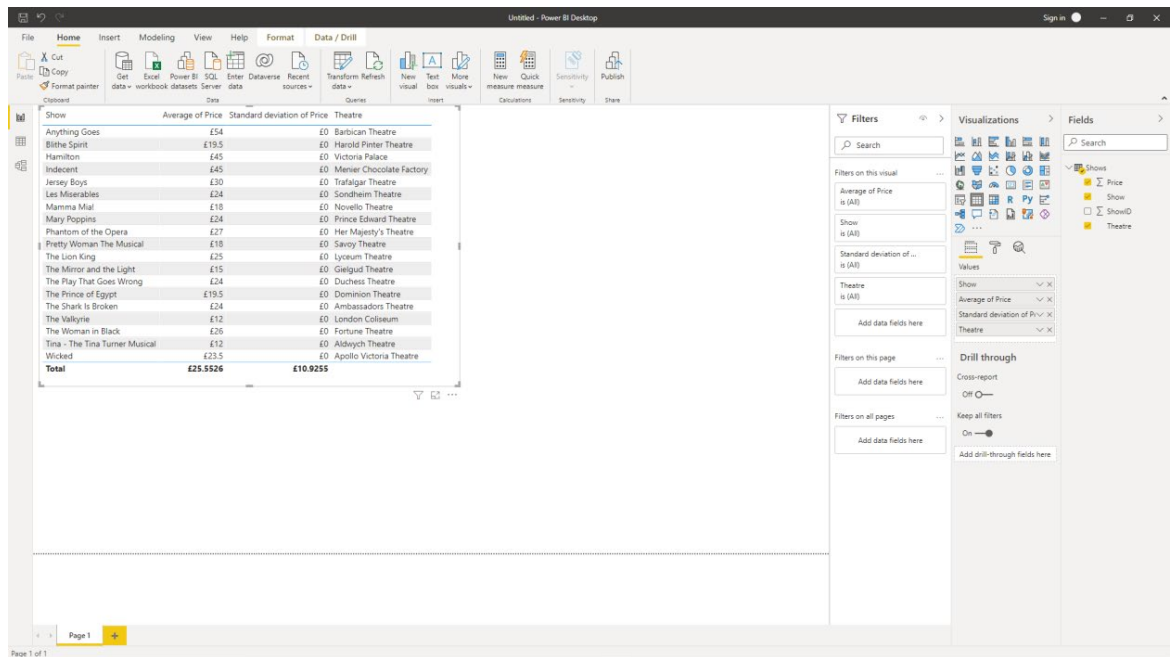 Untitled - Power BI Desktop
Sign in
File Home Insert Modeling View Help Format Data / Drill
Paste
Cut
Copy
Format painter
Clipboard
Get data
Excel workbook
Power BI datasets
SQL Server
Enter data
Dataverse
Recent sources
Data
Transform data
Refresh
Queries
New visual
Text box
More visuals
Insert
New measure
Quick measure
Calculations
Sensitivity
Sensitivity
Publish
Share
Show Average of Price Standard deviation of Price Theatre
Anything Goes £54 £0 Barbican Theatre
Blithe Spirit £19.5 £0 Harold Pinter Theatre
Hamilton £45 £0 Victoria Palace
Indecent £45 £0 Menier Chocolate Factory
Jersey Boys £30 £0 Trafalgar Theatre
Les Miserables £24 £0 Sondheim Theatre
Mamma Mia! £18 £0 Novello Theatre
Mary Poppins £24 £0 Prince Edward Theatre
Phantom of the Opera £27 £0 Her Majesty's Theatre
Pretty Woman The Musical £18 £0 Savoy Theatre
The Lion King £25 £0 Lyceum Theatre
The Mirror and the Light £15 £0 Gielgud Theatre
The Play That Goes Wrong £24 £0 Duchess Theatre
The Prince of Egypt £19.5 £0 Dominion Theatre
The Shark Is Broken £24 £0 Ambassadors Theatre
The Valkyrie £12 £0 London Coliseum
The Woman in Black £26 £0 Fortune Theatre
Tina - The Tina Turner Musical £12 £0 Aldwych Theatre
Wicked £23.5 £0 Apollo Victoria Theatre
Total £25.5526 £10.9255
Filters
Search
Filters on this visual ...
Average of Price
is (All)
Show
is (All)
Standard deviation of ...
is (All)
Theatre
is (All)
Add data fields here
Filters on this page ...
Add data fields here
Filters on all pages ...
Add data fields here
Visualizations
R Py
...
Values
Show
Average of Price
Standard deviation of Pr
Theatre
Drill through
Cross-report
Off
Keep all filters
On
Add drill-through fields here
Fields
Search
Shows
Price
Show
ShowID
Theatre
Page 1
Page 1 of 1